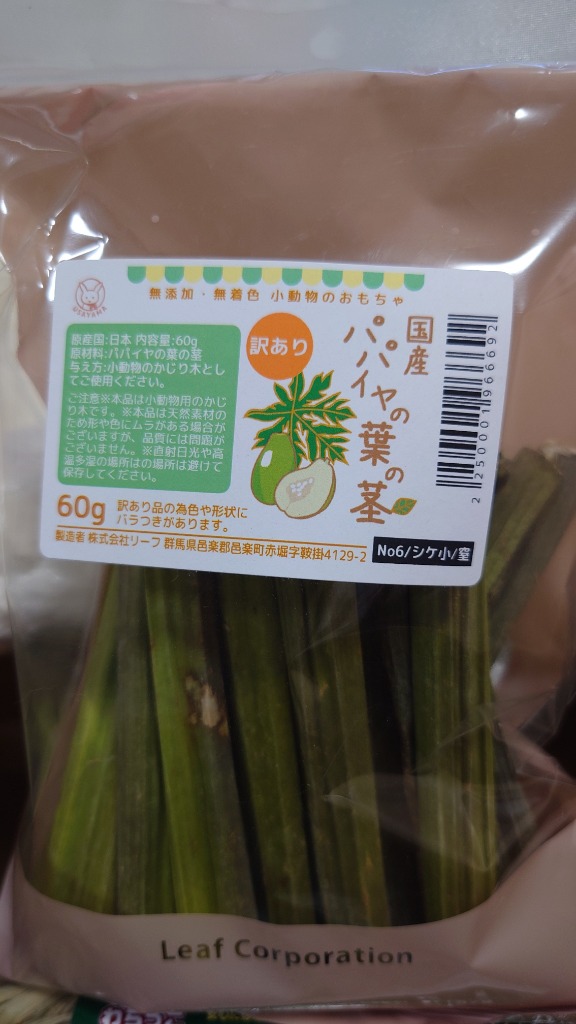 無添加・無着色 小動物のおもちゃ
USAYAMA
訳あり
国産
パパイヤの葉の茎
原産国:日本 内容量:60g
原材料:パパイヤの葉の茎
与え方:小動物のかじり木とし
てご使用ください。
ご注意※本品は小動物用のかじ
り木です。※本品は天然素材の
ため形や色にムラがある場合が
ございますが、品質には問題が
ございません。※直射日光や高
温多湿の場所はの場所は避けて
保存してください。
60g
訳あり品の為色や形状に
バラつきがあります。
製造者 株式会社リーフ 群馬県邑楽郡邑楽町赤堀字鞍掛4129-2
No6/シケ小/窒
2250001966692
Leaf Corporation